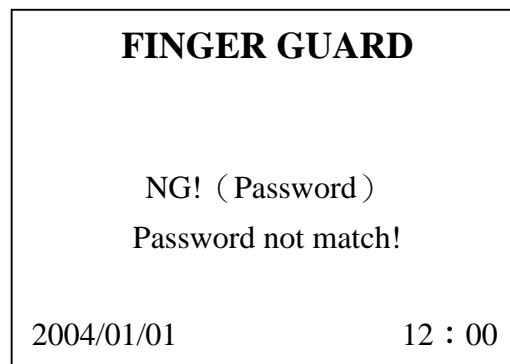 FINGER GUARD
NG!（Password）
Password not match!
2004/01/01 12：00